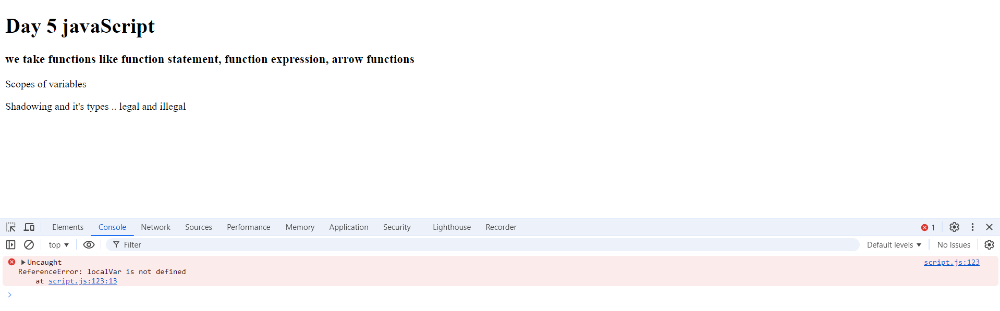 Day 5 javaScript
we take functions like function statement, function expression, arrow functions
Scopes of variables
Shadowing and it's types .. legal and illegal
Elements Console Network Sources Performance Memory Application Security Lighthouse Recorder 1
top Filter Default levels No Issues
Uncaught script.js:123
ReferenceError: localVar is not defined
at script.js:123:13